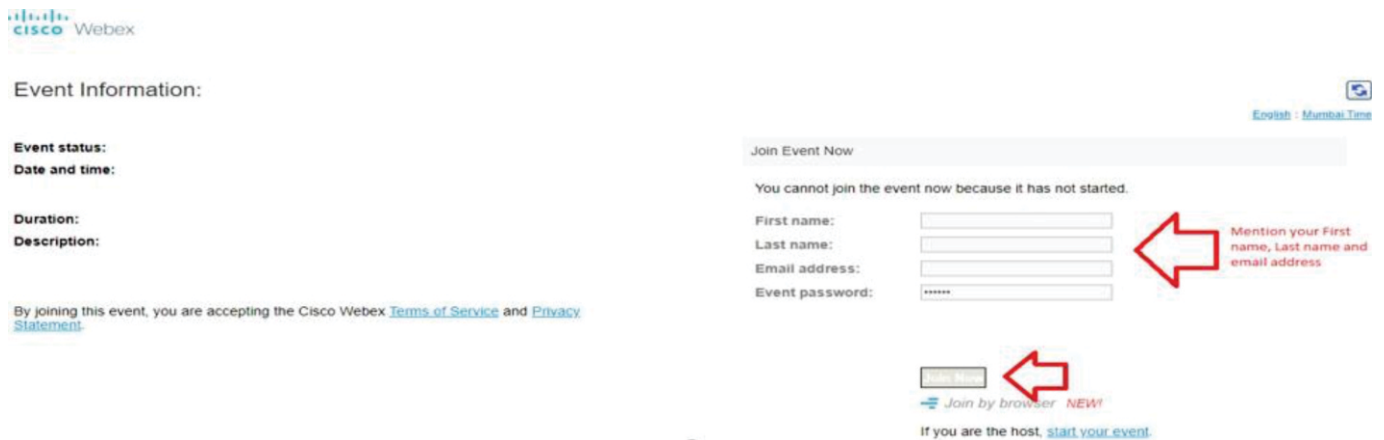 cisco Webex
Event Information:
English : Mumbai Time
Event status:
Date and time:
Duration:
Description:
By joining this event, you are accepting the Cisco Webex Terms of Service and Privacy
Statement.
Join Event Now
You cannot join the event now because it has not started.
First name:
Last name:
Email address:
Event password:
Mention your First
name, Last name and
email address
Join Now
Join by browser NEW!
If you are the host, start your event.